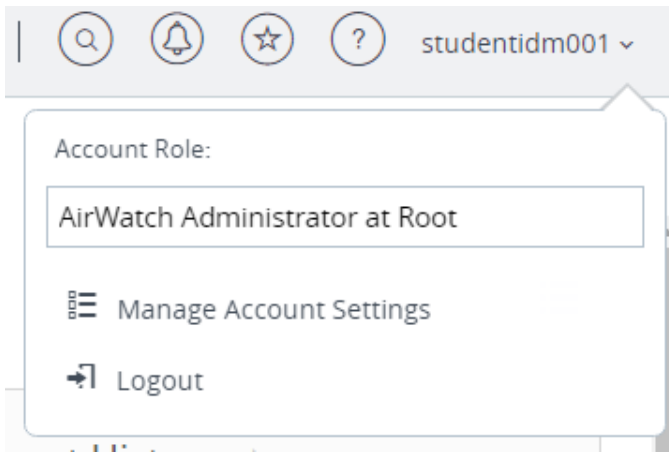 studentidm001
Account Role:
AirWatch Administrator at Root
Manage Account Settings
Logout